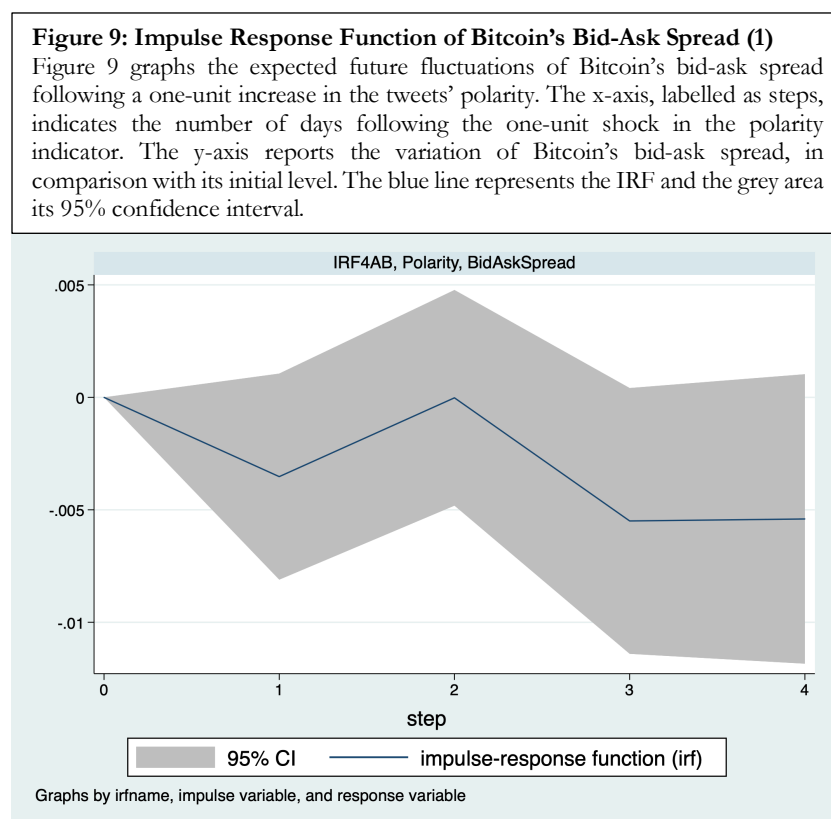 Figure 9: Impulse Response Function of Bitcoin's Bid-Ask Spread (1)
Figure 9 graphs the expected future fluctuations of Bitcoin's bid-ask spread
following a one-unit increase in the tweets' polarity. The x-axis, labelled as steps,
indicates the number of days following the one-unit shock in the polarity
indicator. The y-axis reports the variation of Bitcoin's bid-ask spread, in
comparison with its initial level. The blue line represents the IRF and the grey area
its 95% confidence interval.
IRF4AB, Polarity, BidAskSpread
.005
0
-.005
-.01
0 1 2 3 4
step
95% CI impulse-response function (irf)
Graphs by irfname, impulse variable, and response variable